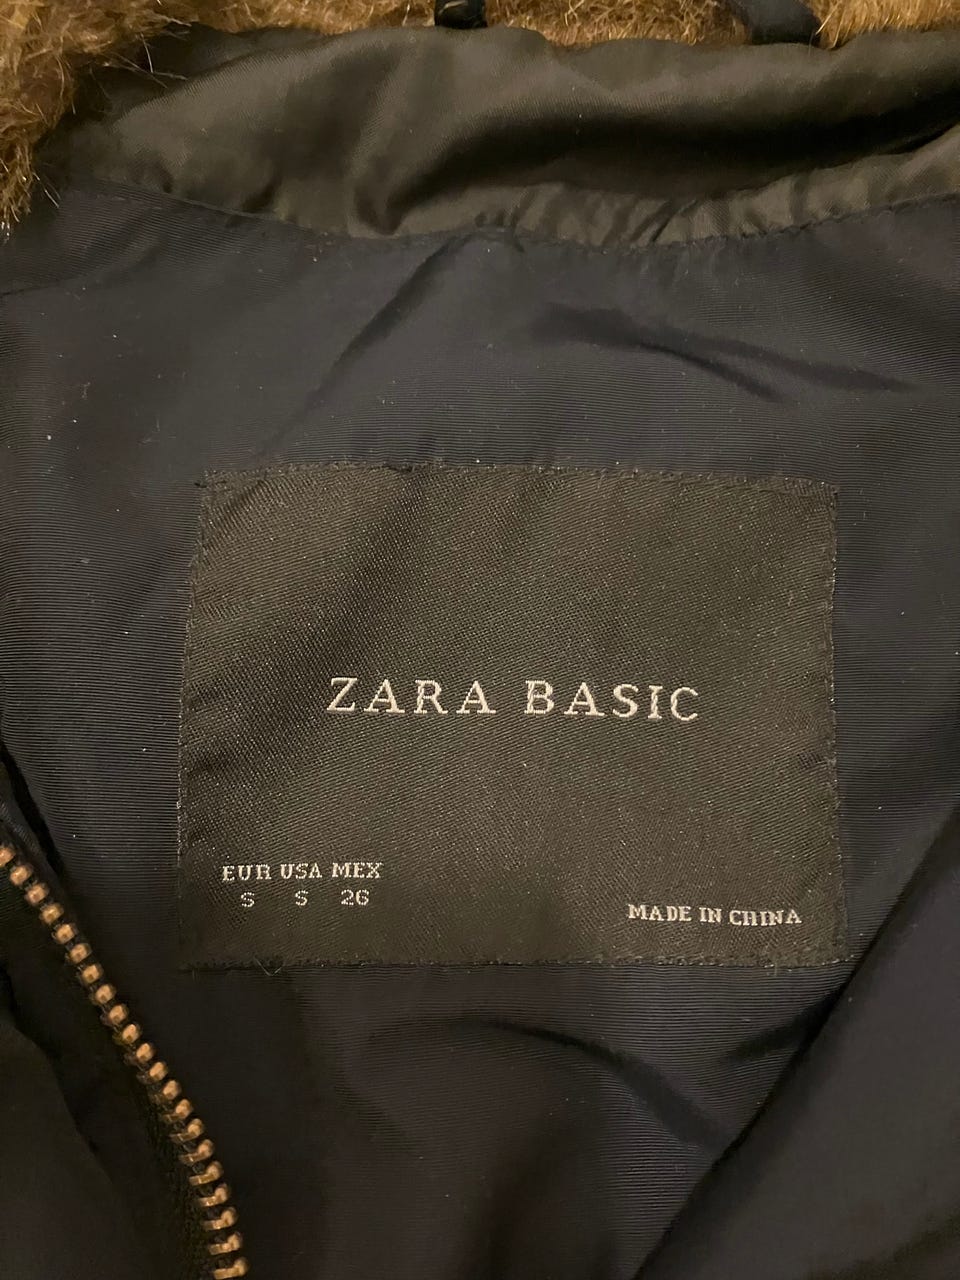 ZARA BASIC
EUR USA MEX
S S 26
MADE IN CHINA